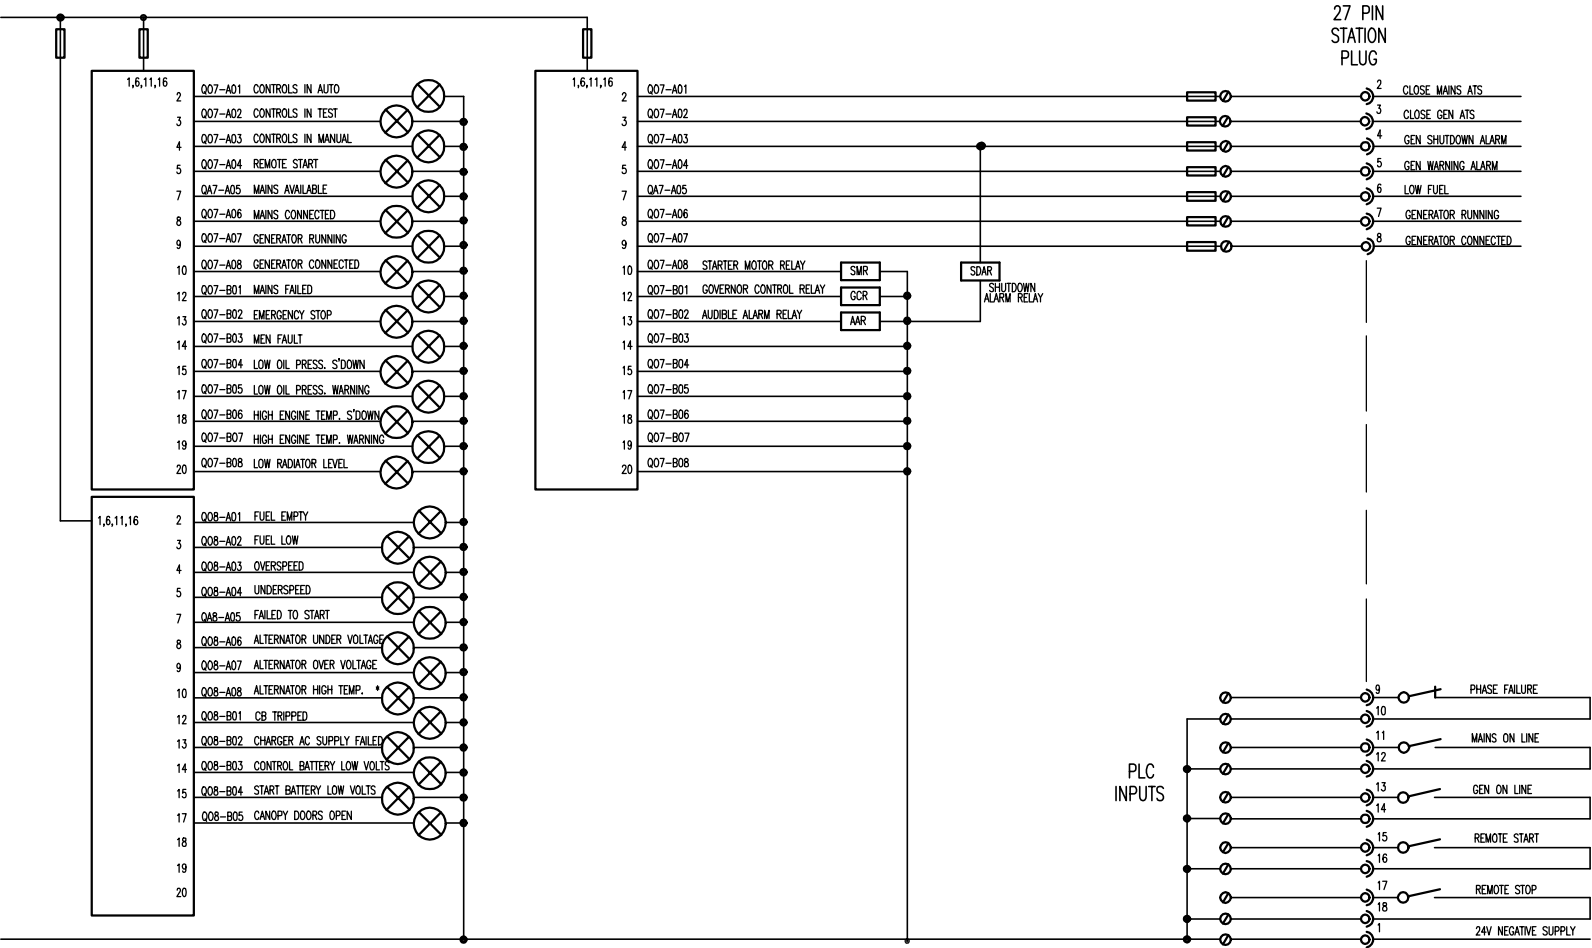 27 PIN
STATION
PLUG
1,6,11,16
2 Q07-A01 CONTROLS IN AUTO
3 Q07-A02 CONTROLS IN TEST
4 Q07-A03 CONTROLS IN MANUAL
5 Q07-A04 REMOTE START
7 QA7-A05 MAINS AVAILABLE
8 Q07-A06 MAINS CONNECTED
9 Q07-A07 GENERATOR RUNNING
10 Q07-A08 GENERATOR CONNECTED
12 Q07-B01 MAINS FAILED
13 Q07-B02 EMERGENCY STOP
14 Q07-B03 MEN FAULT
15 Q07-B04 LOW OIL PRESS. S'DOWN
17 Q07-B05 LOW OIL PRESS. WARNING
18 Q07-B06 HIGH ENGINE TEMP. S'DOWN
19 Q07-B07 HIGH ENGINE TEMP. WARNING
20 Q07-B08 LOW RADIATOR LEVEL
1,6,11,16
2 Q08-A01 FUEL EMPTY
3 Q08-A02 FUEL LOW
4 Q08-A03 OVERSPEED
5 Q08-A04 UNDERSPEED
7 QA8-A05 FAILED TO START
8 Q08-A06 ALTERNATOR UNDER VOLTAGE
9 Q08-A07 ALTERNATOR OVER VOLTAGE
10 Q08-A08 ALTERNATOR HIGH TEMP.
12 Q08-B01 CB TRIPPED
13 Q08-B02 CHARGER AC SUPPLY FAILED
14 Q08-B03 CONTROL BATTERY LOW VOLTS
15 Q08-B04 START BATTERY LOW VOLTS
17 Q08-B05 CANOPY DOORS OPEN
18
19
20
1,6,11,16
2 Q07-A01
3 Q07-A02
4 Q07-A03
5 Q07-A04
7 QA7-A05
8 Q07-A06
9 Q07-A07
10 Q07-A08 STARTER MOTOR RELAY SMR
12 Q07-B01 GOVERNOR CONTROL RELAY GCR
13 Q07-B02 AUDIBLE ALARM RELAY AAR
14 Q07-B03
15 Q07-B04
17 Q07-B05
18 Q07-B06
19 Q07-B07
20 Q07-B08
SDAR
SHUTDOWN
ALARM RELAY
2 CLOSE MAINS ATS
3 CLOSE GEN ATS
4 GEN SHUTDOWN ALARM
5 GEN WARNING ALARM
6 LOW FUEL
7 GENERATOR RUNNING
8 GENERATOR CONNECTED
PLC
INPUTS
9 PHASE FAILURE
10
11 MAINS ON LINE
12
13 GEN ON LINE
14
15 REMOTE START
16
17 REMOTE STOP
18
1 24V NEGATIVE SUPPLY